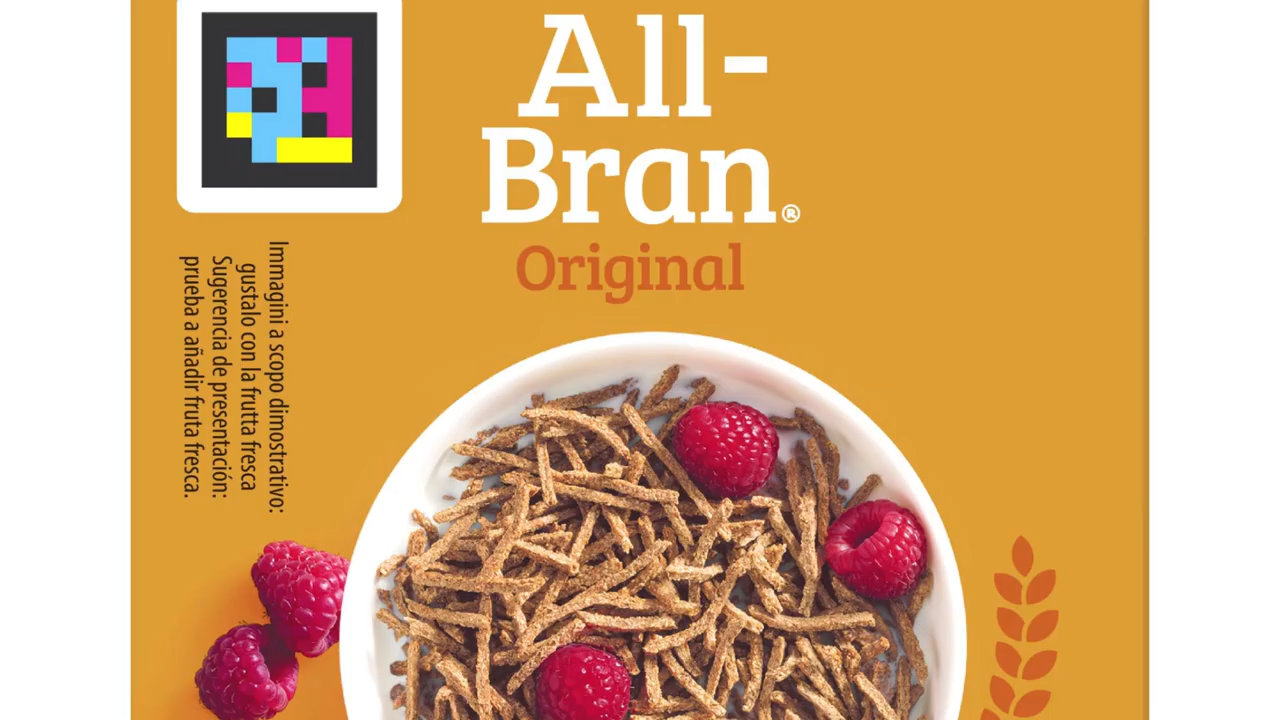 All-
Bran®
Original
Immagini a scopo dimostrativo:
gustalo con la frutta fresca
Sugerencia de presentación:
prueba a añadir fruta fresca.